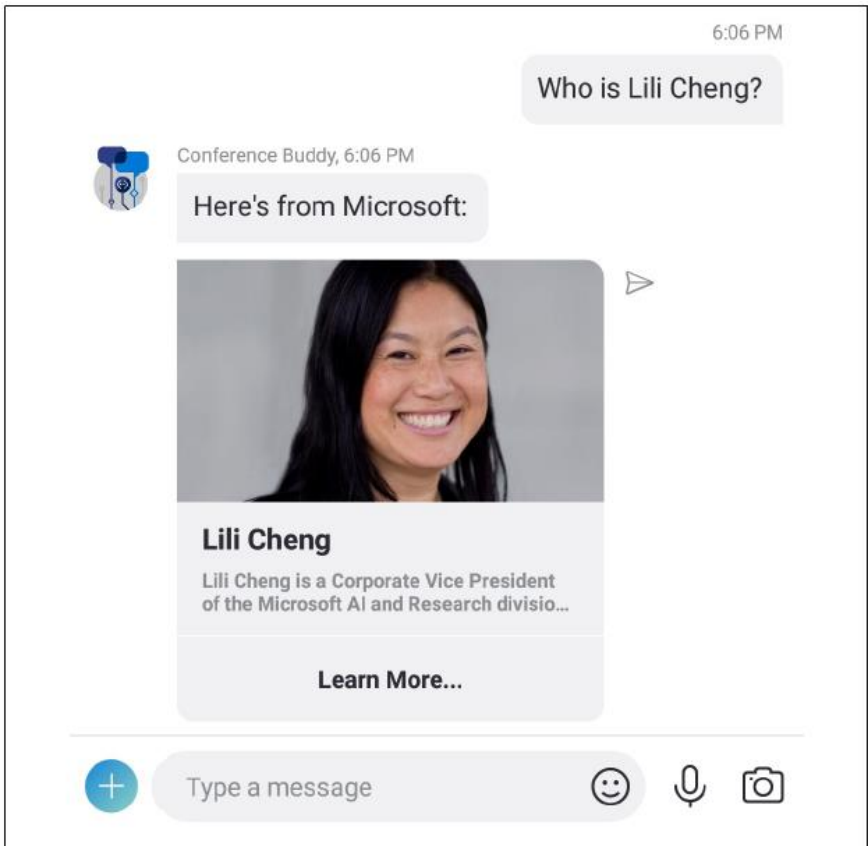 6:06 PM
Who is Lili Cheng?
Conference Buddy, 6:06 PM
Here's from Microsoft:
Lili Cheng
Lili Cheng is a Corporate Vice President
of the Microsoft AI and Research divisio...
Learn More...
Type a message